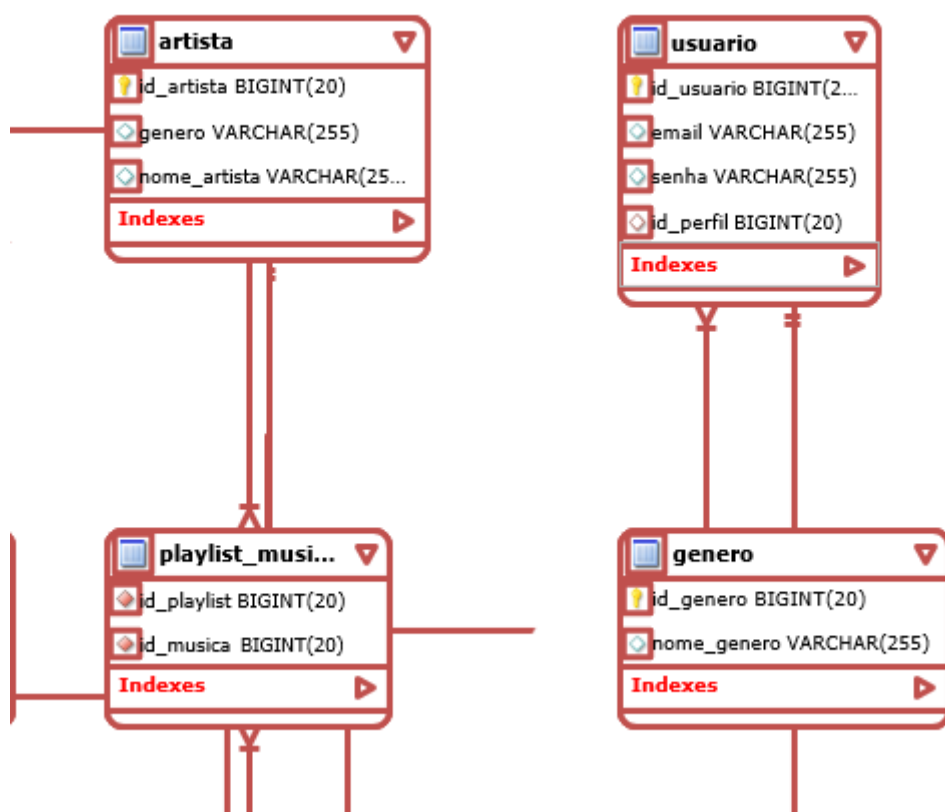 artista
id_artista BIGINT(20)
genero VARCHAR(255)
nome_artista VARCHAR(25...
Indexes
usuario
id_usuario BIGINT(2...
email VARCHAR(255)
senha VARCHAR(255)
id_perfil BIGINT(20)
Indexes
playlist_musi...
id_playlist BIGINT(20)
id_musica BIGINT(20)
Indexes
genero
id_genero BIGINT(20)
nome_genero VARCHAR(255)
Indexes